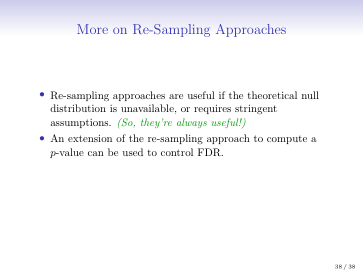 More on Re-Sampling Approaches
• Re-sampling approaches are useful if the theoretical null
distribution is unavailable, or requires stringent
assumptions. (So, they're always useful!)
• An extension of the re-sampling approach to compute a
p-value can be used to control FDR.
38 / 38